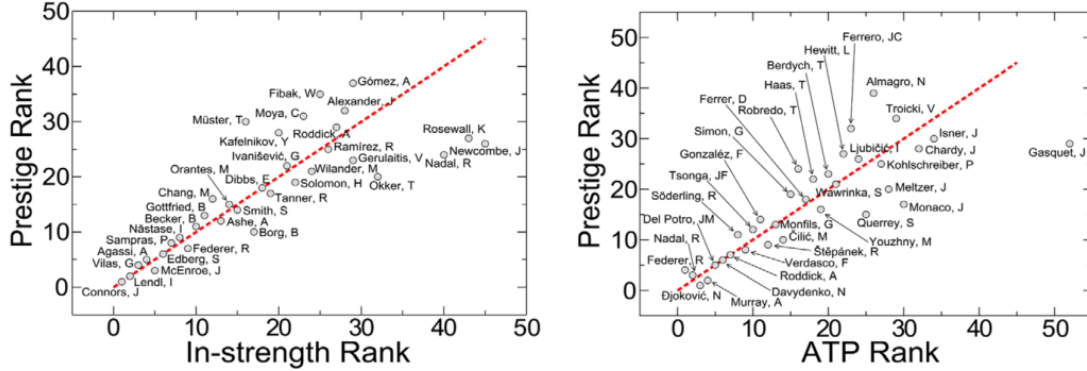 50
40
30
20
10
0
Prestige Rank
Gómez, A
Fibak, W
Alexander, J
Moya, C
Müster, T
Kafelnikov, Y
Roddick, A
Rosewall, K
Ramírez, R
Newcombe, J
Ivanišević, G
Gerulaitis, V
Nadal, R
Orantes, M
Wilander, M
Dibbs, E
Solomon, H
Okker, T
Chang, M
Tanner, R
Gottfried, B
Smith, S
Becker, B
Ashe, A
Borg, B
Năstase, I
Sampras, P
Federer, R
Agassi, A
Edberg, S
Vilas, G
McEnroe, J
Lendl, I
Connors, J
0 10 20 30 40 50
In-strength Rank
50
40
30
20
10
0
Prestige Rank
Ferrero, JC
Hewitt, L
Berdych, T
Almagro, N
Haas, T
Troicki, V
Ferrer, D
Robredo, T
Isner, J
Simon, G
Ljubičić, I
Chardy, J
Gasquet, J
Gonzaléz, F
Kohlschreiber, P
Tsonga, JF
Wawrinka, S
Meltzer, J
Söderling, R
Monaco, J
Querrey, S
Del Potro, JM
Monfils, G
Youzhny, M
Čilić, M
Nadal, R
Štěpánek, R
Federer, R
Verdasco, F
Roddick, A
Djoković, N
Davydenko, N
Murray, A
0 10 20 30 40 50
ATP Rank